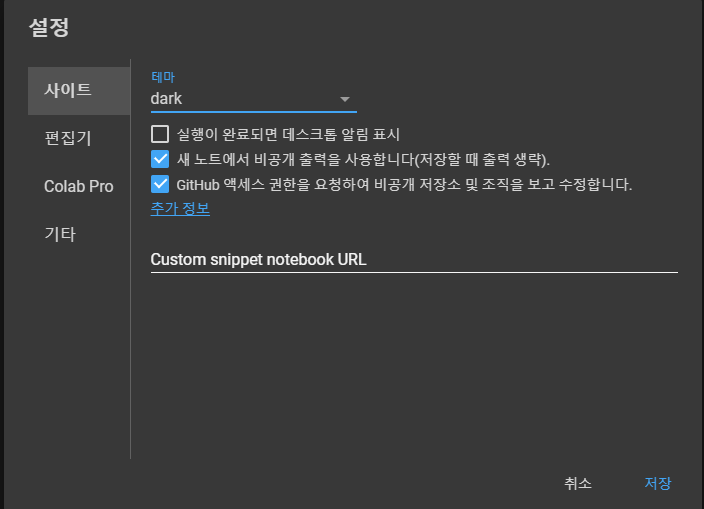 설정
사이트
편집기
Colab Pro
기타
테마
dark
실행이 완료되면 데스크톱 알림 표시
새 노트에서 비공개 출력을 사용합니다(저장할 때 출력 생략).
GitHub 액세스 권한을 요청하여 비공개 저장소 및 조직을 보고 수정합니다.
추가 정보
Custom snippet notebook URL
취소
저장